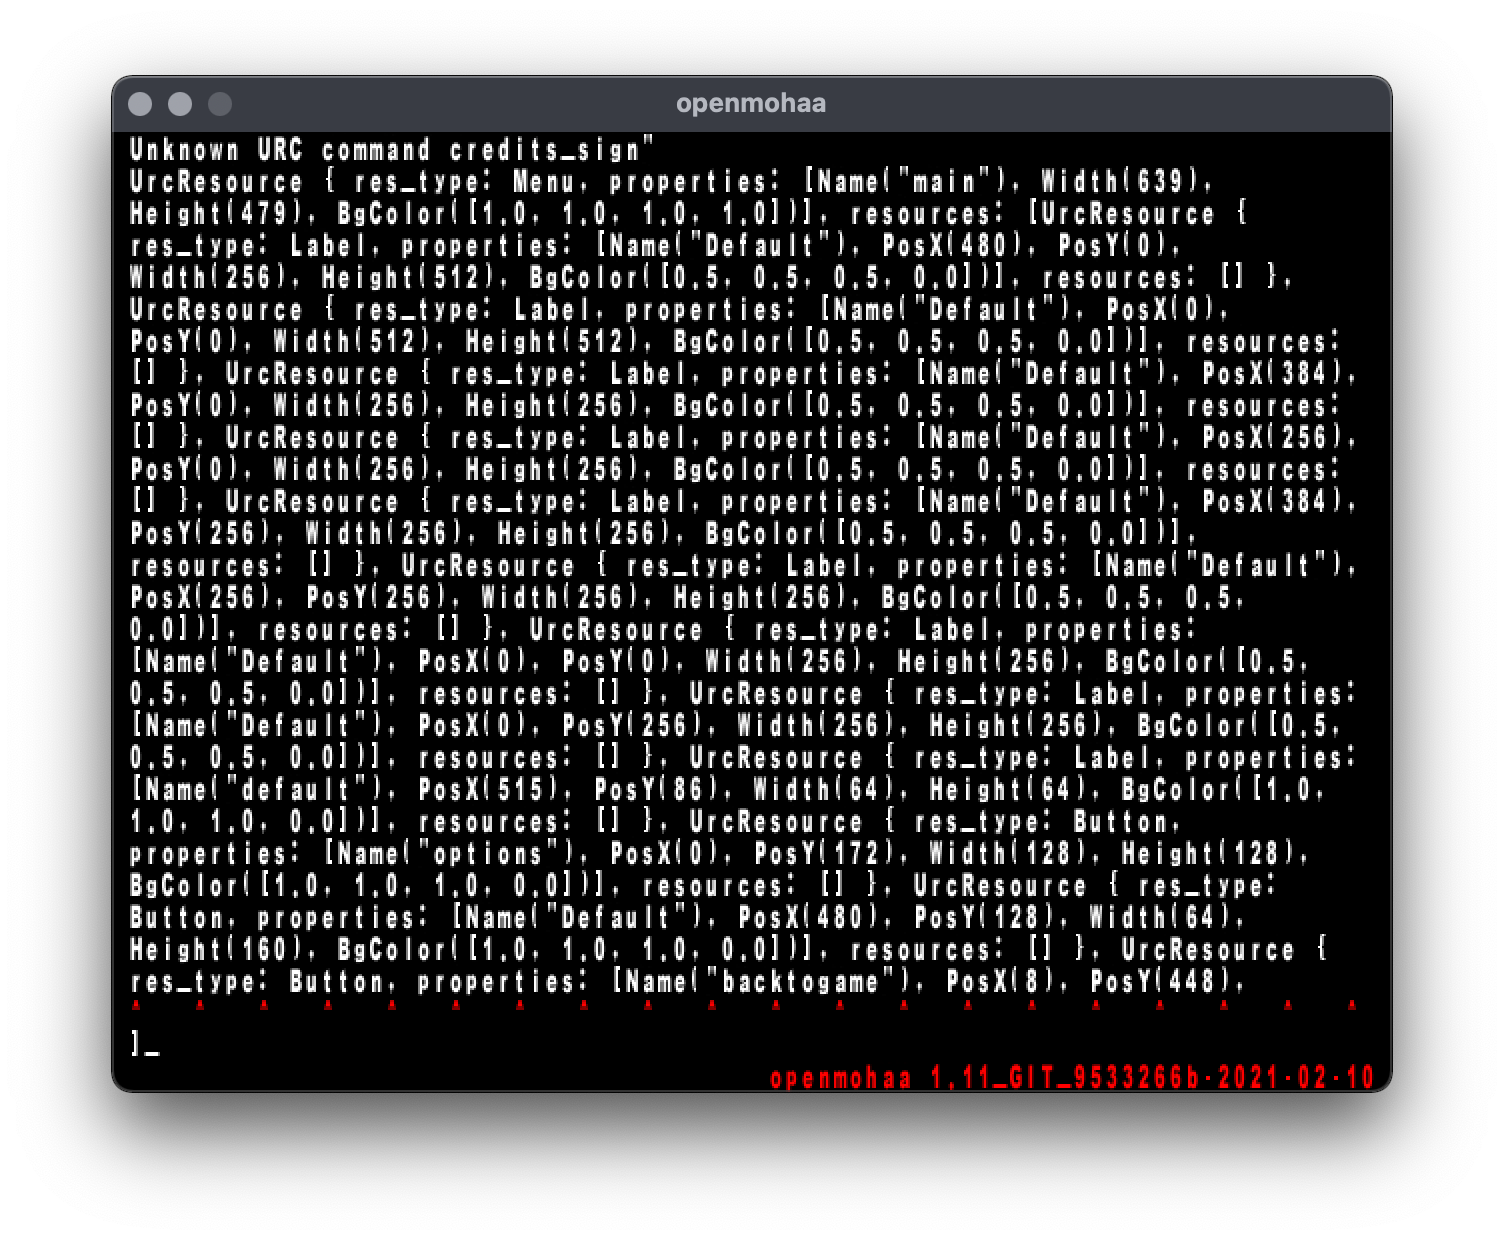 openmohaa
Unknown URC command credits_sign"
UrcResource { res_type: Menu, properties: [Name("main"), Width(639),
Height(479), BgColor([1.0, 1.0, 1.0, 1.0])], resources: [UrcResource {
res_type: Label, properties: [Name("Default"), PosX(480), PosY(0),
Width(256), Height(512), BgColor([0.5, 0.5, 0.5, 0.0])], resources: [] },
UrcResource { res_type: Label, properties: [Name("Default"), PosX(0),
PosY(0), Width(512), Height(512), BgColor([0.5, 0.5, 0.5, 0.0])], resources:
[] }, UrcResource { res_type: Label, properties: [Name("Default"), PosX(384),
PosY(0), Width(256), Height(256), BgColor([0.5, 0.5, 0.5, 0.0])], resources:
[] }, UrcResource { res_type: Label, properties: [Name("Default"), PosX(256),
PosY(0), Width(256), Height(256), BgColor([0.5, 0.5, 0.5, 0.0])], resources:
[] }, UrcResource { res_type: Label, properties: [Name("Default"), PosX(384),
PosY(256), Width(256), Height(256), BgColor([0.5, 0.5, 0.5, 0.0])],
resources: [] }, UrcResource { res_type: Label, properties: [Name("Default"),
PosX(256), PosY(256), Width(256), Height(256), BgColor([0.5, 0.5, 0.5,
0.0])], resources: [] }, UrcResource { res_type: Label, properties:
[Name("Default"), PosX(0), PosY(0), Width(256), Height(256), BgColor([0.5,
0.5, 0.5, 0.0])], resources: [] }, UrcResource { res_type: Label, properties:
[Name("Default"), PosX(0), PosY(256), Width(256), Height(256), BgColor([0.5,
0.5, 0.5, 0.0])], resources: [] }, UrcResource { res_type: Label, properties:
[Name("default"), PosX(515), PosY(86), Width(64), Height(64), BgColor([1.0,
1.0, 1.0, 0.0])], resources: [] }, UrcResource { res_type: Button,
properties: [Name("options"), PosX(0), PosY(172), Width(128), Height(128),
BgColor([1.0, 1.0, 1.0, 0.0])], resources: [] }, UrcResource { res_type:
Button, properties: [Name("Default"), PosX(480), PosY(128), Width(64),
Height(160), BgColor([1.0, 1.0, 1.0, 0.0])], resources: [] }, UrcResource {
res_type: Button, properties: [Name("backtogame"), PosX(8), PosY(448),
^ ^ ^ ^ ^ ^ ^ ^ ^ ^ ^ ^ ^ ^ ^ ^ ^ ^ ^ ^
]_
openmohaa 1.11_GIT_9533266b-2021-02-10